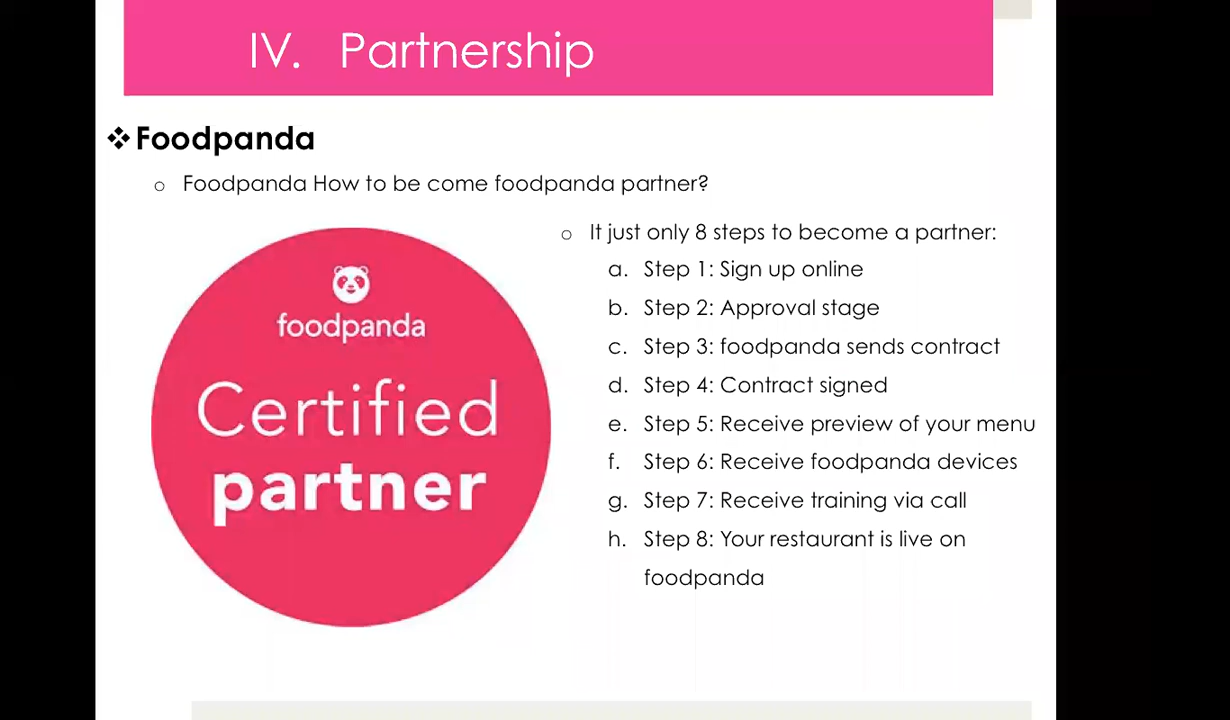 IV. Partnership
❖Foodpanda
o Foodpanda How to be come foodpanda partner?
foodpanda
Certified
partner
o It just only 8 steps to become a partner:
a. Step 1: Sign up online
b. Step 2: Approval stage
c. Step 3: foodpanda sends contract
d. Step 4: Contract signed
e. Step 5: Receive preview of your menu
f. Step 6: Receive foodpanda devices
g. Step 7: Receive training via call
h. Step 8: Your restaurant is live on
foodpanda